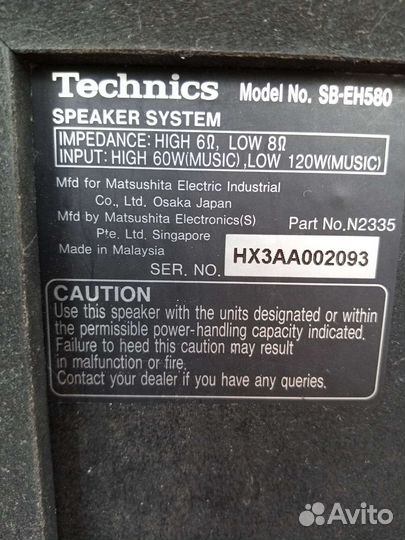 Technics Model No. SB-EH580
SPEAKER SYSTEM
IMPEDANCE: HIGH 6Ω, LOW 8Ω
INPUT: HIGH 60W(MUSIC), LOW 120W(MUSIC)
Mfd for Matsushita Electric Industrial
Co., Ltd. Osaka Japan
Mfd by Matsushita Electronics(S)
Pte. Ltd. Singapore
Part No.N2335
Made in Malaysia
SER. NO. HX3AA002093
CAUTION
Use this speaker with the units designated or within
the permissible power-handling capacity indicated.
Failure to heed this caution may result
in malfunction or fire.
Contact your dealer if you have any queries.
Avito